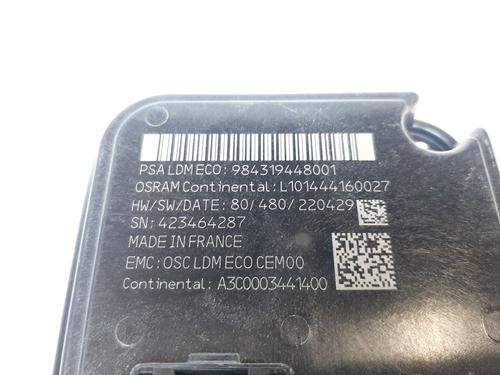 PSA LDM ECO: 984319448001
OSRAM Continental: L101444160027
HW/SW/DATE: 80/480/220429
SN: 423464287
MADE IN FRANCE
EMC: OSC LDM ECO CEM00
Continental: A3C0003441400